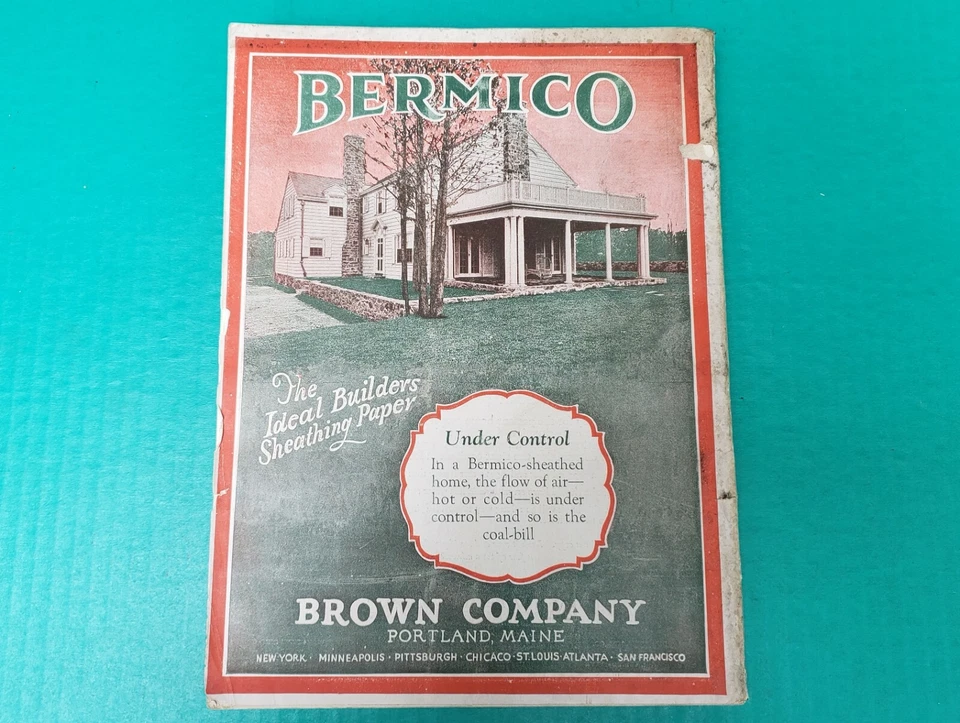 BERMICO
The
Ideal Builders
Sheathing Paper
Under Control
In a Bermico-sheathed
home, the flow of air—
hot or cold—is under
control—and so is the
coal-bill
BROWN COMPANY
PORTLAND, MAINE
NEW YORK · MINNEAPOLIS · PITTSBURGH · CHICAGO · ST. LOUIS · ATLANTA · SAN FRANCISCO